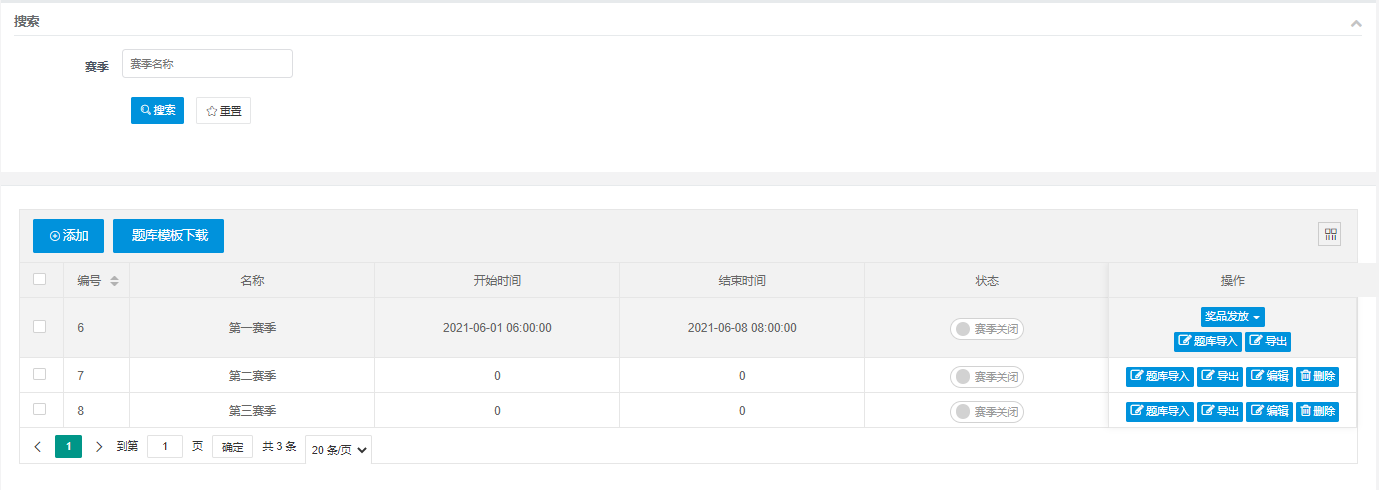 搜索
赛季 赛季名称
搜索 重置
添加 题库模板下载
编号 名称 开始时间 结束时间 状态 操作
6 第一赛季 2021-06-01 06:00:00 2021-06-08 08:00:00 赛季关闭 奖品发放
题库导入 导出
7 第二赛季 0 0 赛季关闭 题库导入 导出 编辑 删除
8 第三赛季 0 0 赛季关闭 题库导入 导出 编辑 删除
1 到第 1 页 确定 共 3 条 20 条/页